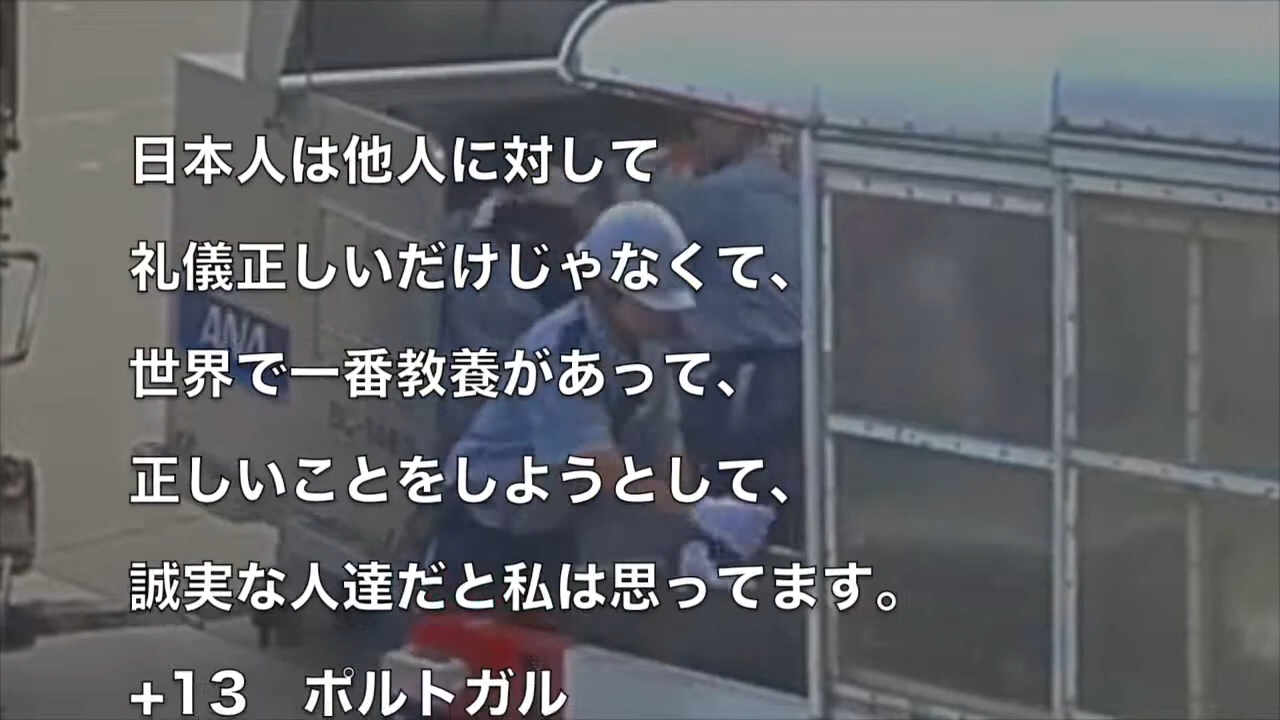 日本人は他人に対して
礼儀正しいだけじゃなくて、
ANA
世界で一番教養があって、
正しいことをしようとして、
誠実な人達だと私は思ってます。
+13　ポルトガル